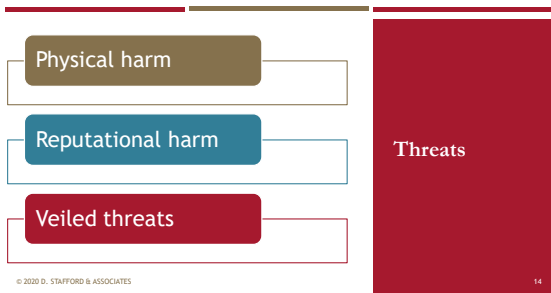 Physical harm
Reputational harm
Threats
Veiled threats
© 2020 D. STAFFORD & ASSOCIATES
14